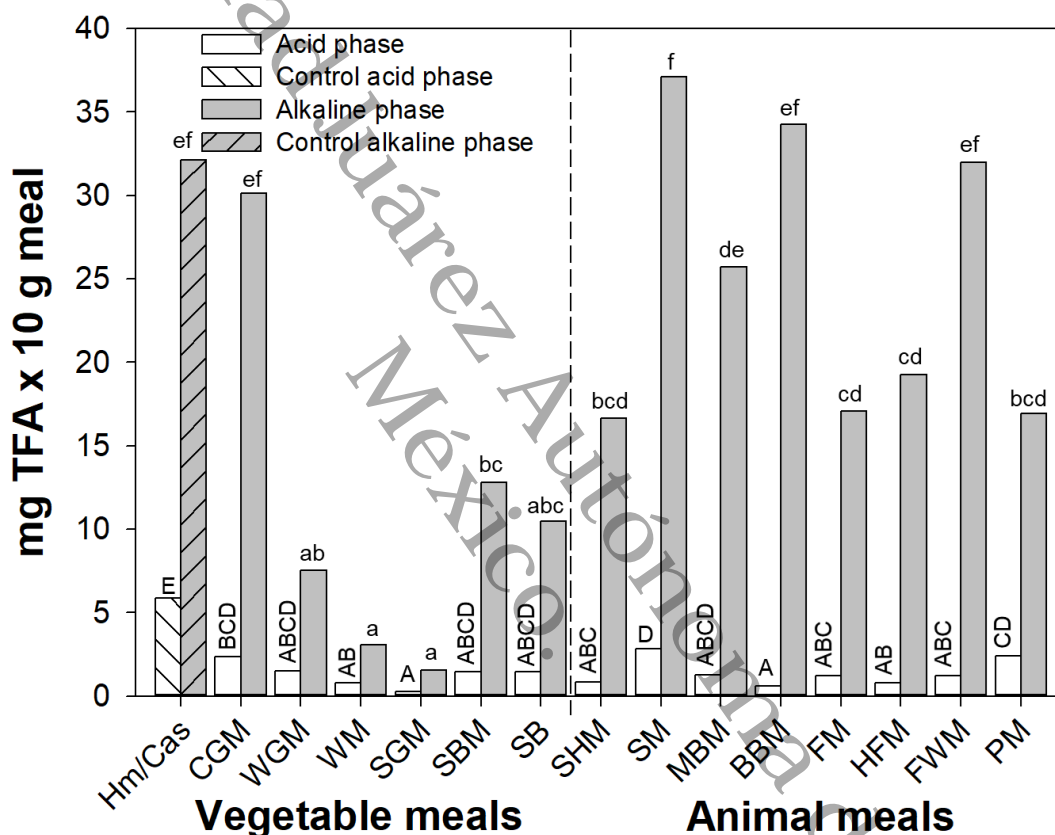 mg TFA x 10 g meal
40
35
30
25
20
15
10
5
0
Acid phase
Control acid phase
Alkaline phase
Control alkaline phase
E ef
BCD ef
ABCD ab
AB a
A a
ABCD bc
ABCD abc
ABC bcd
D f
ABCD de
A ef
ABC cd
AB cd
ABC ef
CD bcd
Hm/Cas CGM WGM WM SGM SBM SB SHM SM MBM BBM FM HFM FWM PM
Vegetable meals Animal meals
Juárez Autónoma
México.